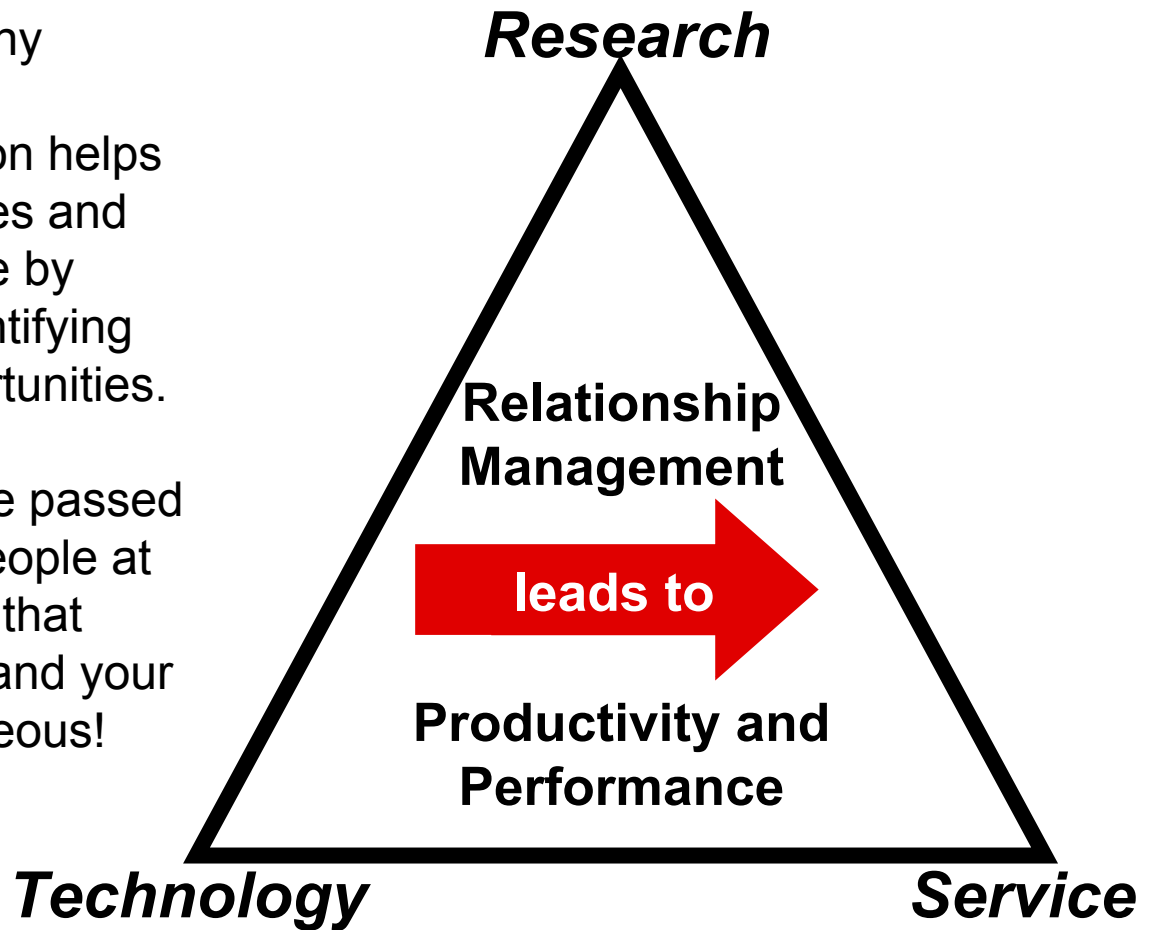 ny
on helps
es and
e by
ntifying
rtunities.
e passed
eople at
that
and your
eous!
Research
Relationship
Management
leads to
Productivity and
Performance
Technology
Service